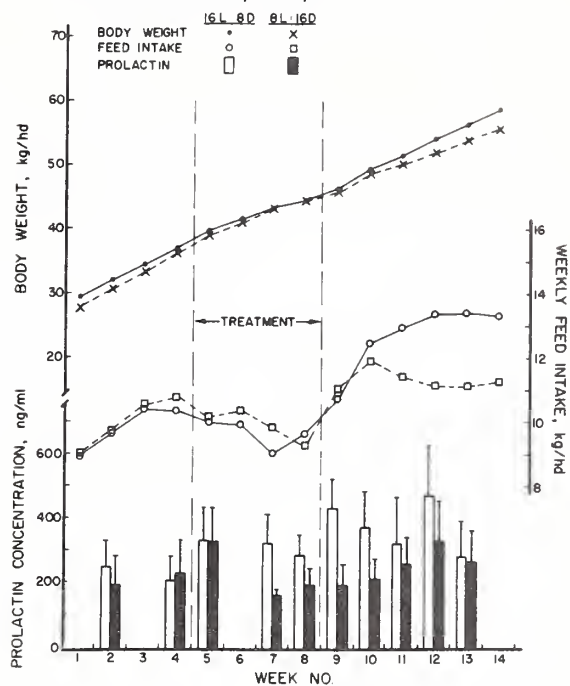 16L 8D 8L 16D
BODY WEIGHT
FEED INTAKE
PROLACTIN
BODY WEIGHT, kg/hd
70
60
50
40
30
20
WEEKLY FEED INTAKE, kg/hd
16
14
12
10
8
TREATMENT
PROLACTIN CONCENTRATION, ng/ml
600
400
200
0
1 2 3 4 5 6 7 8 9 10 11 12 13 14
WEEK NO.